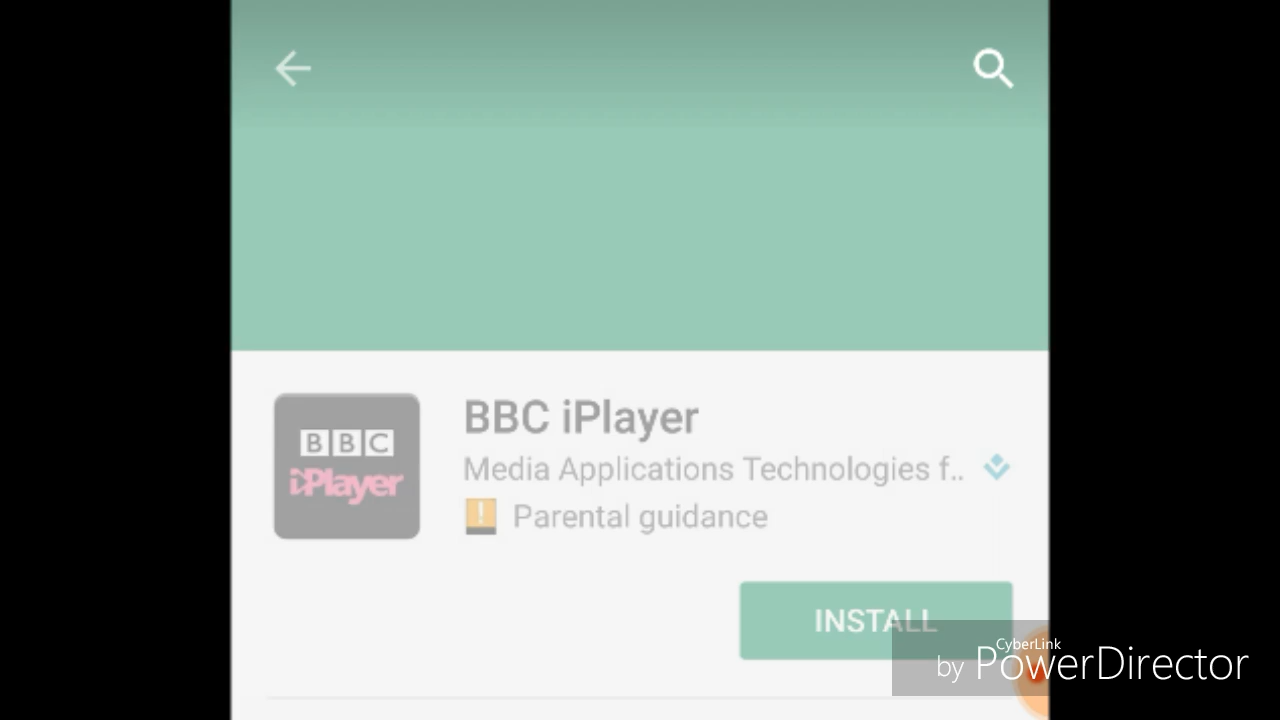 BBC
iPlayer
BBC iPlayer
Media Applications Technologies f..
! Parental guidance
INSTALL
CyberLink
by PowerDirector